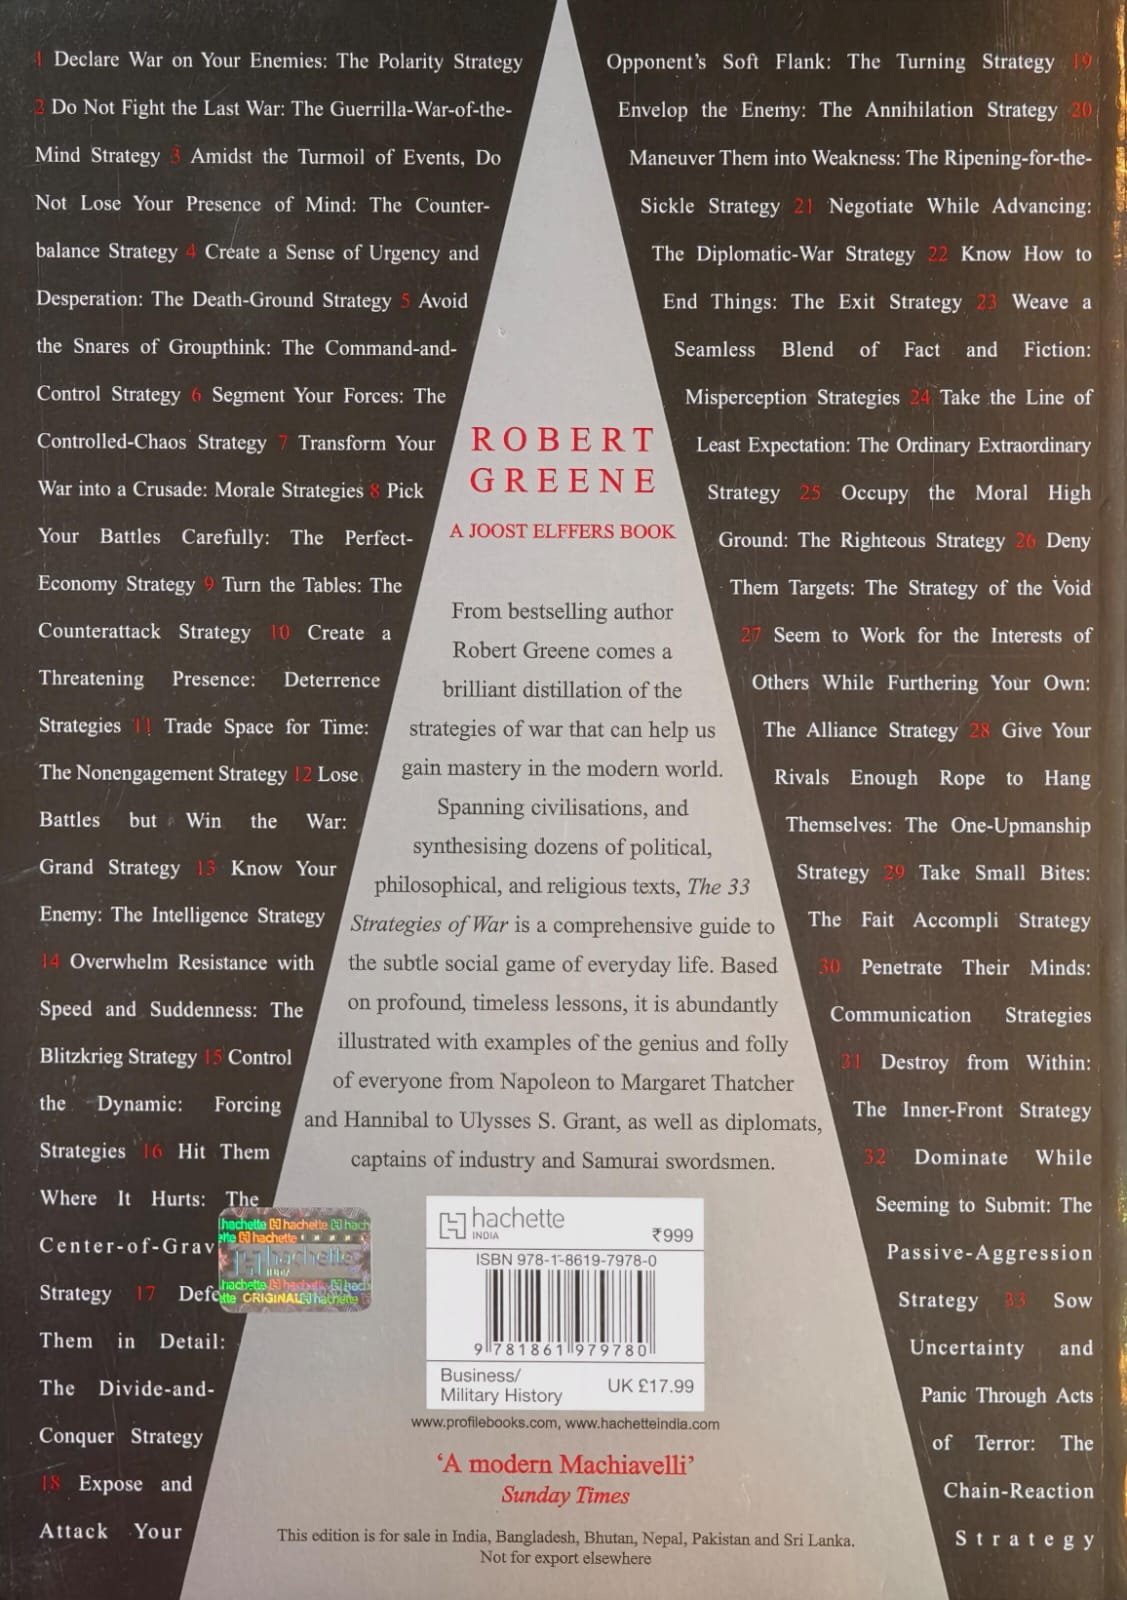 1 Declare War on Your Enemies: The Polarity Strategy
2 Do Not Fight the Last War: The Guerrilla-War-of-the-
Mind Strategy 3 Amidst the Turmoil of Events, Do
Not Lose Your Presence of Mind: The Counter-
balance Strategy 4 Create a Sense of Urgency and
Desperation: The Death-Ground Strategy 5 Avoid
the Snares of Groupthink: The Command-and-
Control Strategy 6 Segment Your Forces: The
Controlled-Chaos Strategy 7 Transform Your
War into a Crusade: Morale Strategies 8 Pick
Your Battles Carefully: The Perfect-
Economy Strategy 9 Turn the Tables: The
Counterattack Strategy 10 Create a
Threatening Presence: Deterrence
Strategies 11 Trade Space for Time:
The Nonengagement Strategy 12 Lose
Battles but Win the War:
Grand Strategy 13 Know Your
Enemy: The Intelligence Strategy
14 Overwhelm Resistance with
Speed and Suddenness: The
Blitzkrieg Strategy 15 Control
the Dynamic: Forcing
Strategies 16 Hit Them
Where It Hurts: The
Center-of-Grav
Strategy 17 Defe
Them in Detail:
The Divide-and-
Conquer Strategy
18 Expose and
Attack Your
Opponent's Soft Flank: The Turning Strategy 19
Envelop the Enemy: The Annihilation Strategy 20
Maneuver Them into Weakness: The Ripening-for-the-
Sickle Strategy 21 Negotiate While Advancing:
The Diplomatic-War Strategy 22 Know How to
End Things: The Exit Strategy 23 Weave a
Seamless Blend of Fact and Fiction:
Misperception Strategies 24 Take the Line of
Least Expectation: The Ordinary Extraordinary
Strategy 25 Occupy the Moral High
Ground: The Righteous Strategy 26 Deny
Them Targets: The Strategy of the Void
27 Seem to Work for the Interests of
Others While Furthering Your Own:
The Alliance Strategy 28 Give Your
Rivals Enough Rope to Hang
Themselves: The One-Upmanship
Strategy 29 Take Small Bites:
The Fait Accompli Strategy
30 Penetrate Their Minds:
Communication Strategies
31 Destroy from Within:
The Inner-Front Strategy
32 Dominate While
Seeming to Submit: The
Passive-Aggression
Strategy 33 Sow
Uncertainty and
Panic Through Acts
of Terror: The
Chain-Reaction
Strategy
ROBERT
GREENE
A JOOST ELFFERS BOOK
From bestselling author
Robert Greene comes a
brilliant distillation of the
strategies of war that can help us
gain mastery in the modern world.
Spanning civilisations, and
synthesising dozens of political,
philosophical, and religious texts, The 33
Strategies of War is a comprehensive guide to
the subtle social game of everyday life. Based
on profound, timeless lessons, it is abundantly
illustrated with examples of the genius and folly
of everyone from Napoleon to Margaret Thatcher
and Hannibal to Ulysses S. Grant, as well as diplomats,
captains of industry and Samurai swordsmen.
hachette
INDIA
₹999
ISBN 978-1-8619-7978-0
9 781861 979780
Business/
Military History
UK £17.99
www.profilebooks.com, www.hachetteindia.com
'A modern Machiavelli'
Sunday Times
This edition is for sale in India, Bangladesh, Bhutan, Nepal, Pakistan and Sri Lanka.
Not for export elsewhere
hachette hachette hach
hachette
hachette
ORIGINAL